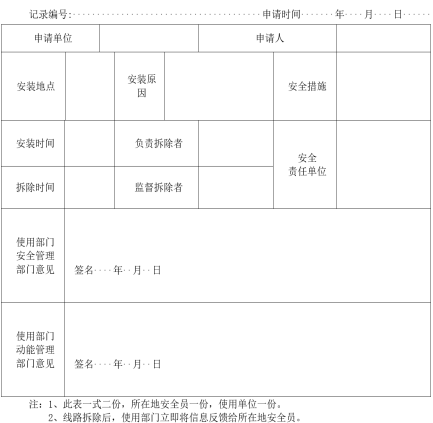 记录编号:··································申请时间·······年····月····日······
申请单位 申请人
安装地点 安装原因 安全措施
安装时间 负责拆除者 安全
责任单位
拆除时间 监督拆除者
使用部门
安全管理
部门意见 签名····年··月··日
使用部门
动能管理
部门意见 签名····年··月··日
注：1、此表一式二份，所在地安全员一份，使用单位一份。
2、线路拆除后，使用部门立即将信息反馈给所在地安全员。